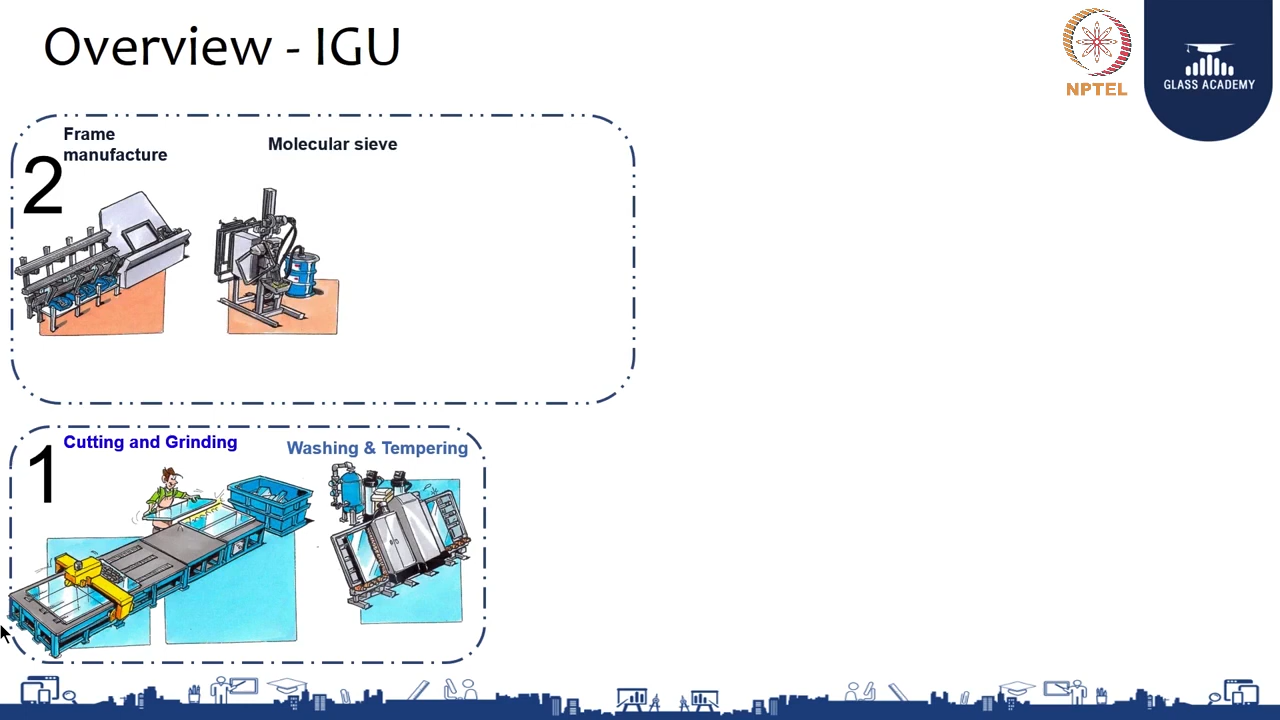 Overview - IGU
NPTEL
GLASS ACADEMY
Frame
manufacture
Molecular sieve
2
Cutting and Grinding
Washing & Tempering
1